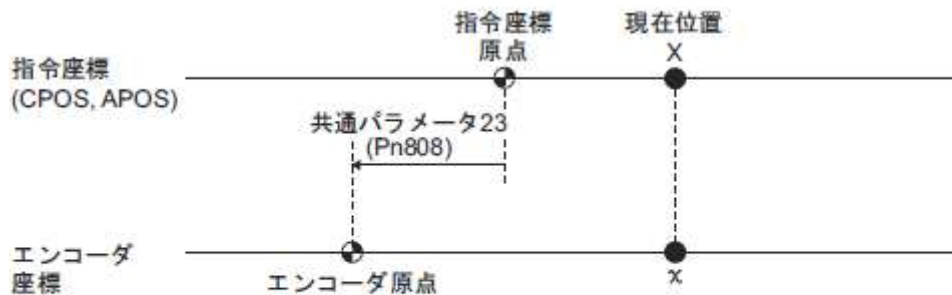 指令座標
原点
現在位置
X
指令座標
(CPOS, APOS)
共通パラメータ23
(Pn808)
エンコーダ
座標
エンコーダ原点
x